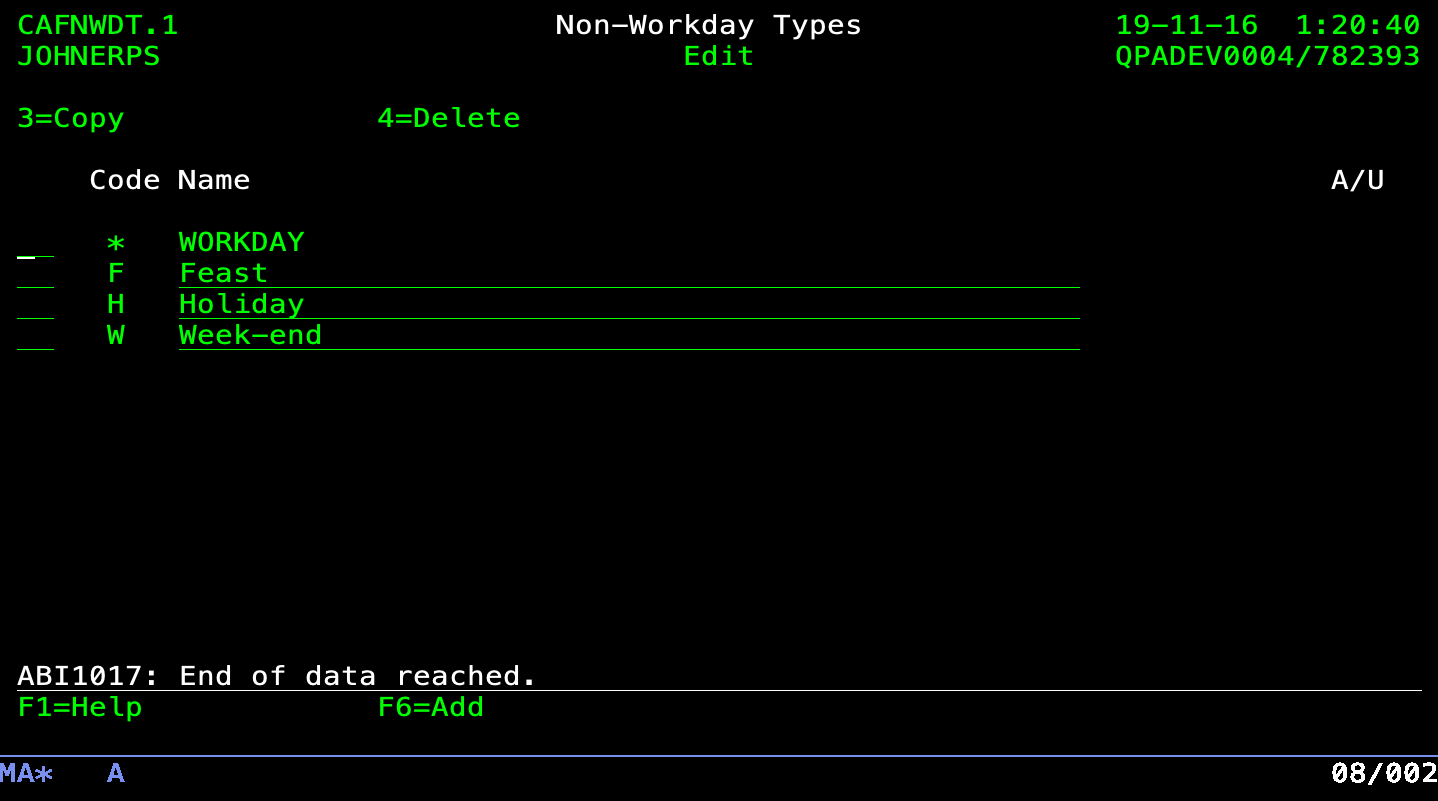 CAFNWDT.1 Non-Workday Types 19-11-16 1:20:40
JOHNERPS Edit QPADEV0004/782393
3=Copy 4=Delete
Code Name A/U
* WORKDAY
F Feast
H Holiday
W Week-end
ABI1017: End of data reached.
F1=Help F6=Add
MA* A 08/002